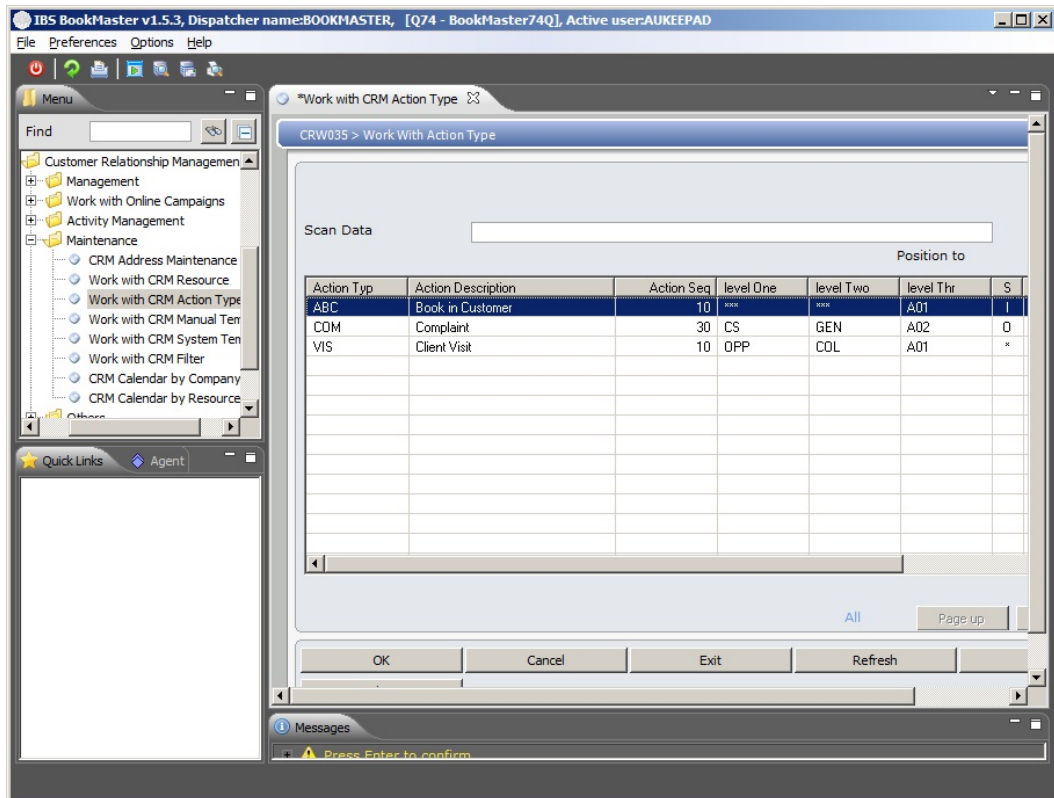 IBS BookMaster v1.5.3, Dispatcher name:BOOKMASTER, [Q74 - BookMaster74Q], Active user:AUKEEPAD
File Preferences Options Help
Menu
Find
Customer Relationship Managemen
Management
Work with Online Campaigns
Activity Management
Maintenance
CRM Address Maintenance
Work with CRM Resource
Work with CRM Action Type
Work with CRM Manual Tem
Work with CRM System Tem
Work with CRM Filter
CRM Calendar by Company
CRM Calendar by Resource
Others
Quick Links Agent
*Work with CRM Action Type
CRW035 > Work With Action Type
Scan Data
Position to
Action Typ Action Description Action Seq level One level Two level Thr S
ABC Book in Customer 10 *** *** A01 I
COM Complaint 30 CS GEN A02 O
VIS Client Visit 10 OPP COL A01 *
All Page up
OK Cancel Exit Refresh
Messages
Press Enter to confirm